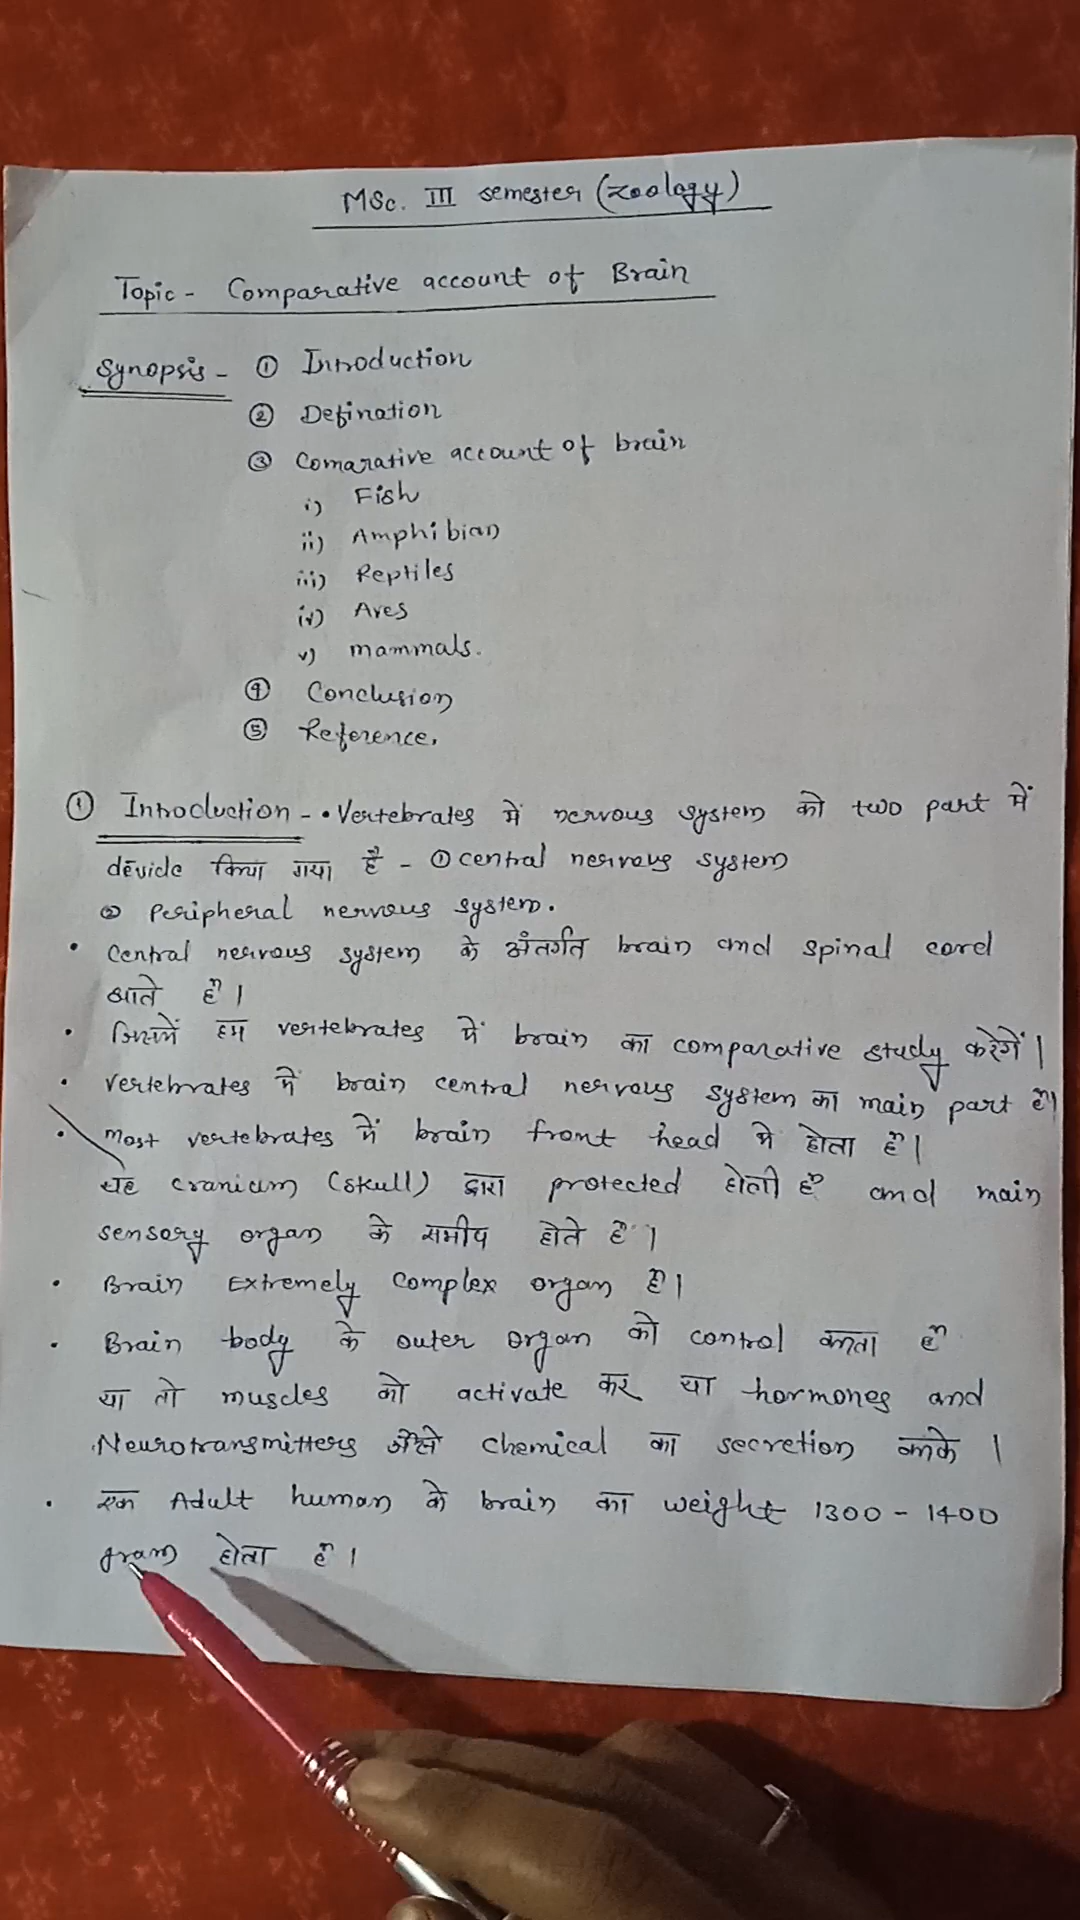 MSc. III semester (zoology)
Topic - Comparative account of Brain
Synopsis - ① Introduction
② Defination
③ Comarative account of brain
i) Fish
ii) Amphibian
iii) Reptiles
iv) Aves
v) mammals.
④ Conclusion
⑤ Reference.
① Introduction - • Vertebrates में nervous system को two part में
devide किया गया है - ① central nervous system
② Peripheral nervous system.
• Central nervous system के अंतर्गत brain and spinal cord
आते हैं।
• जिसमें हम vertebrates में brain का comparative study करेगें।
• vertebrates में brain central nervous system का main part है।
• most vertebrates में brain front head में होता है।
यह cranium (skull) द्वारा protected होती है and main
sensory organ के समीप होते है।
• Brain Extremely complex organ है।
• Brain body के outer organ को control करता है
या तो muscles को activate कर या hormones and
Neurotransmitters जैसे chemical का secretion करके ।
• एक Adult human के brain का weight 1300 - 1400
gram होता है।